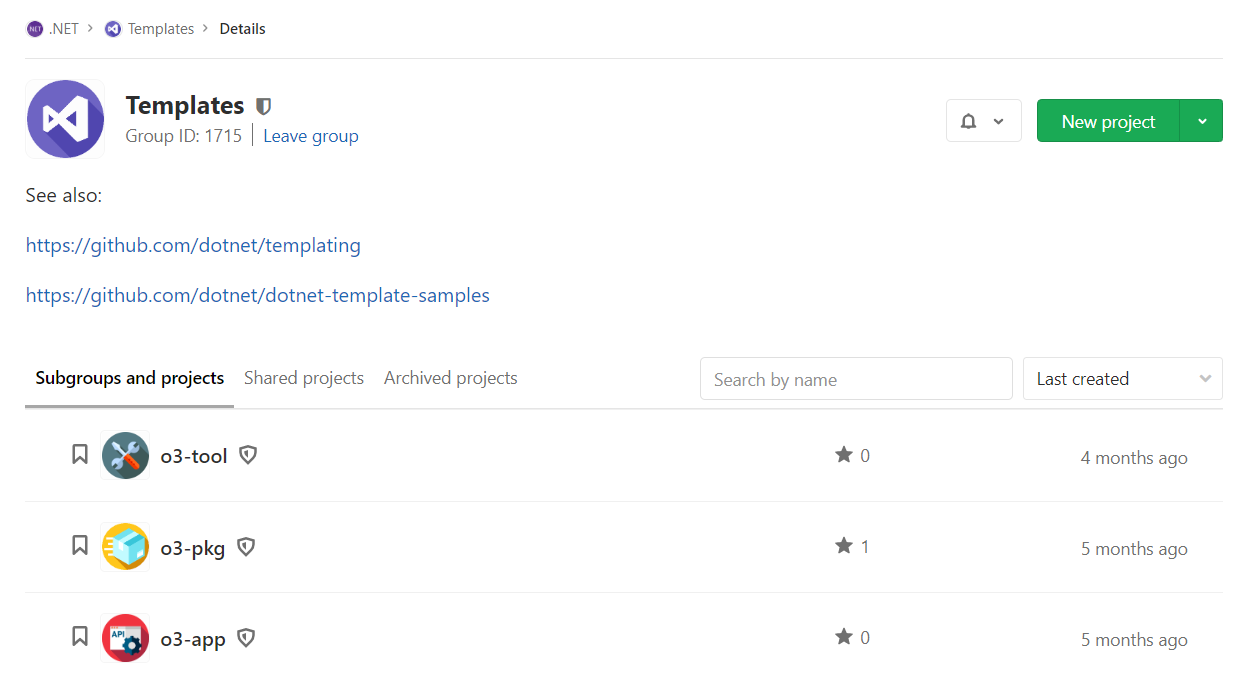 NET .NET > Templates > Details
Templates
Group ID: 1715 | Leave group
New project
See also:
https://github.com/dotnet/templating
https://github.com/dotnet/dotnet-template-samples
Subgroups and projects Shared projects Archived projects Search by name Last created
o3-tool 0 4 months ago
o3-pkg 1 5 months ago
API o3-app 0 5 months ago